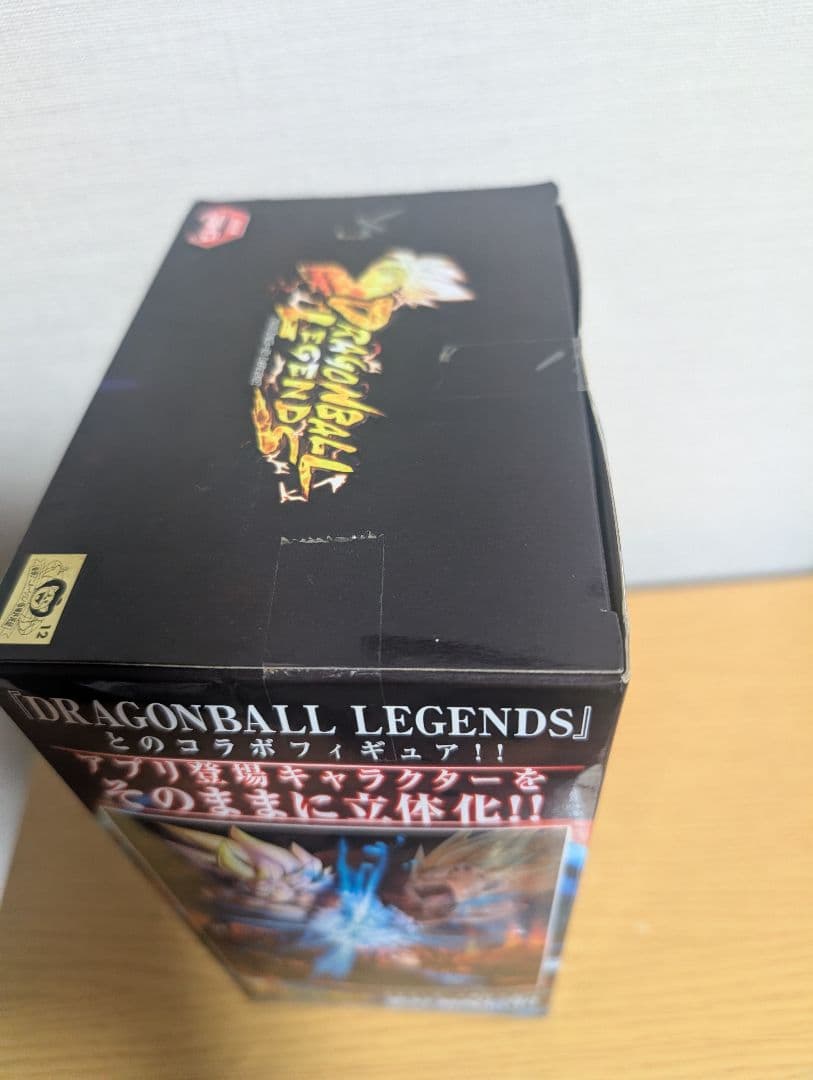 DRAGONBALL
LEGENDS
12
『DRAGONBALL LEGENDS』
とのコラボフィギュア!!
アプリ登場キャラクターを
そのままに立体化!!